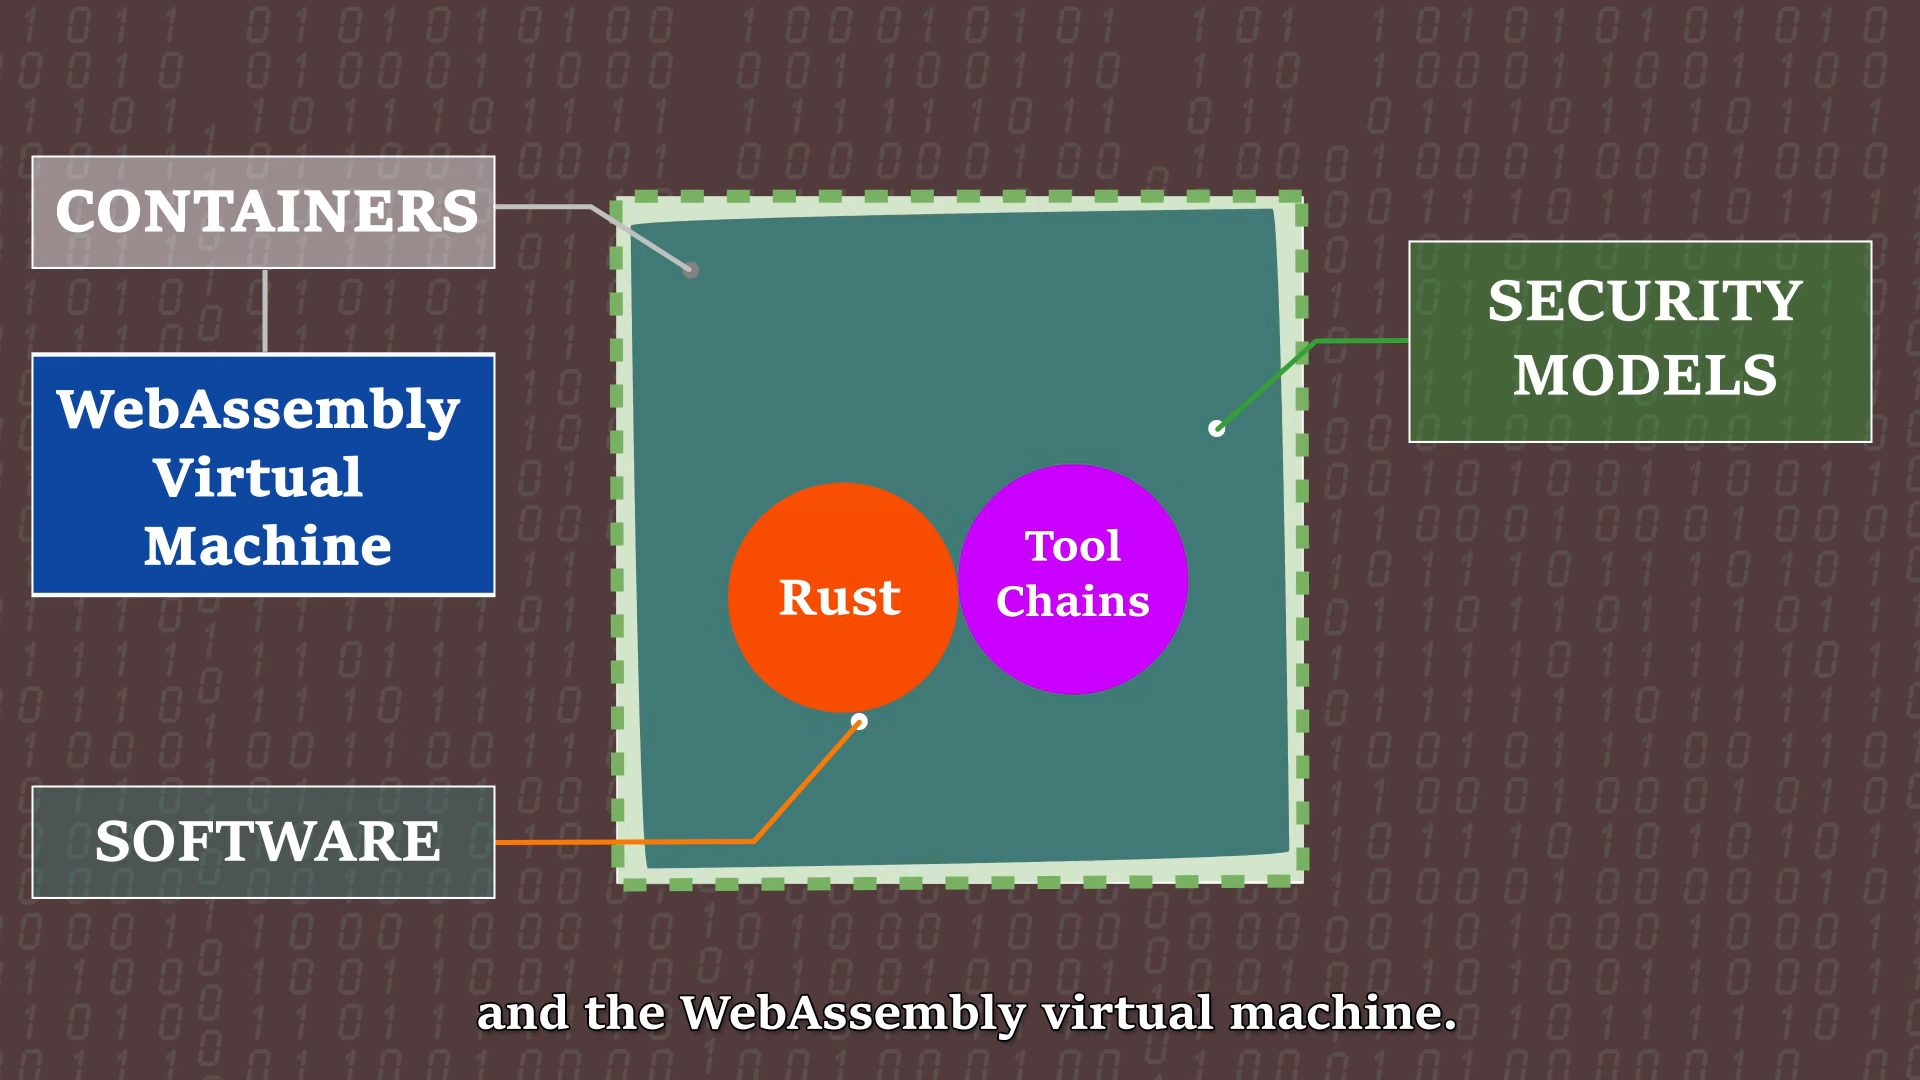 CONTAINERS
WebAssembly
Virtual
Machine
SOFTWARE
Rust
Tool
Chains
SECURITY
MODELS
and the WebAssembly virtual machine.